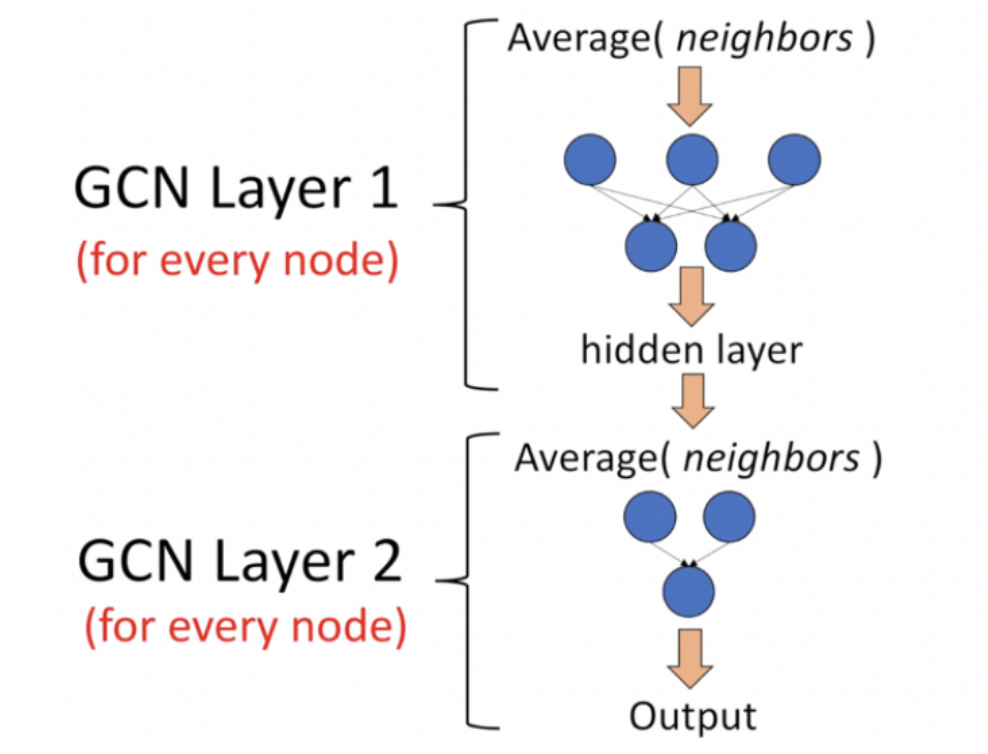 Average( neighbors )
GCN Layer 1
(for every node)
hidden layer
Average( neighbors )
GCN Layer 2
(for every node)
Output